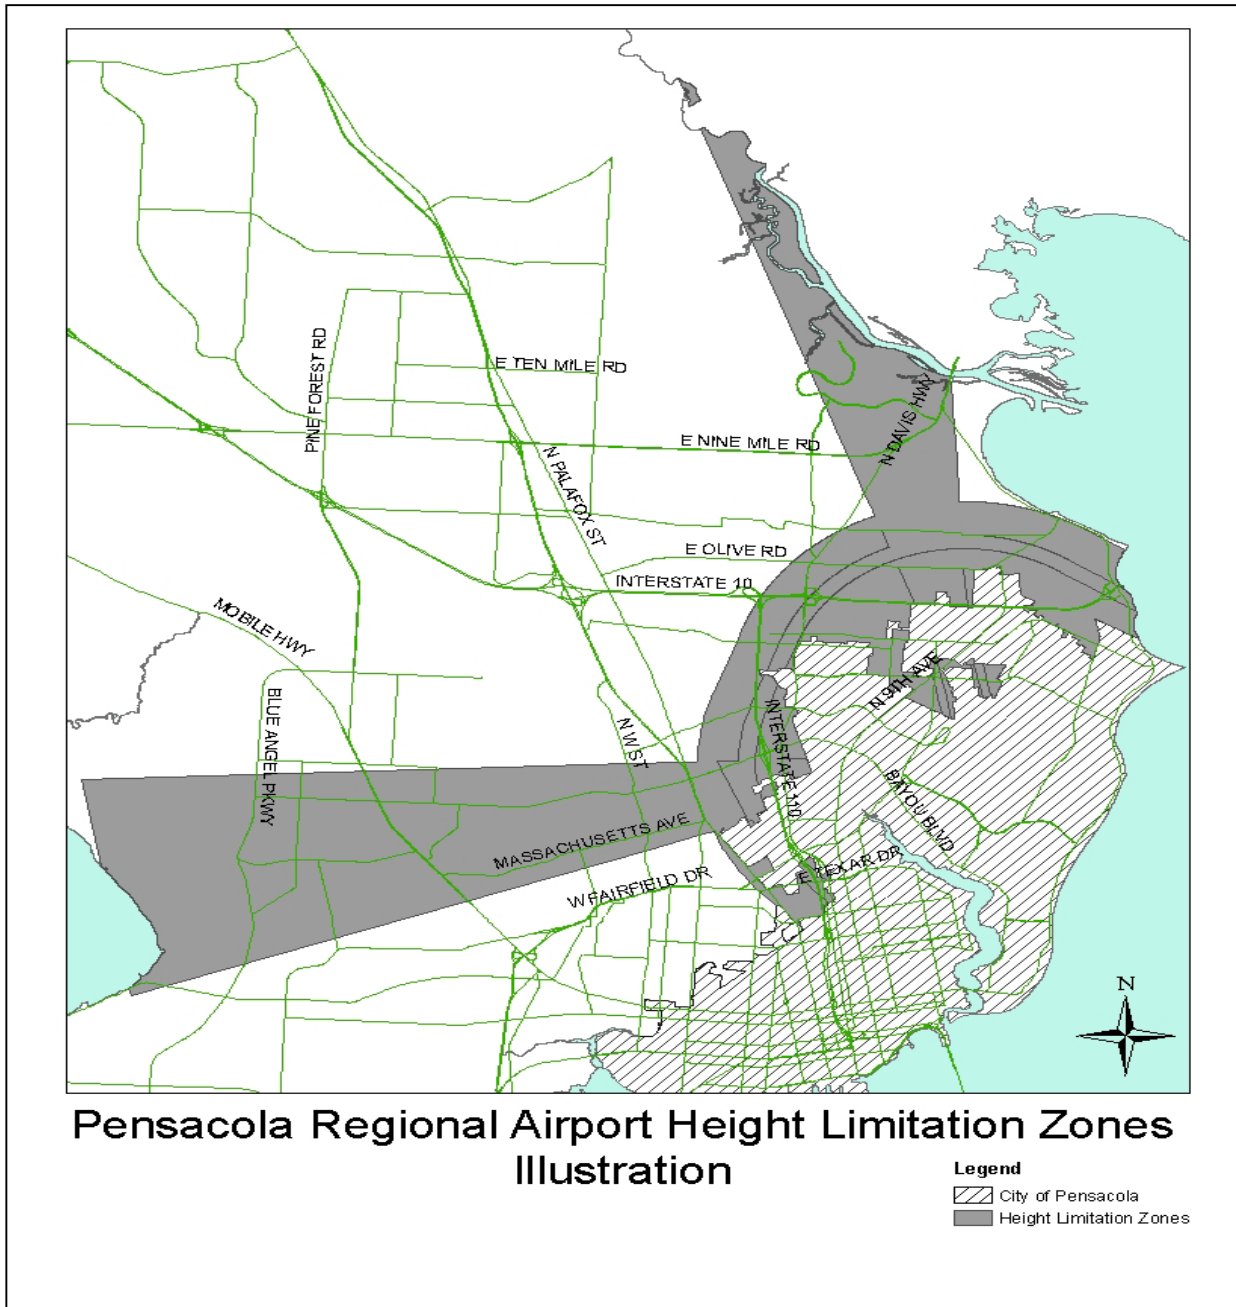 E TEN MILE RD
PINE FOREST RD
E NINE MILE RD
N DAVIS HWY
N PALAFOX ST
E OLIVE RD
INTERSTATE 10
MOBILE HWY
N 9TH AVE
BLUE ANGEL PKWY
N W ST
INTERSTATE 110
BAYOU BLVD
MASSACHUSETTS AVE
E TEXAR DR
W FAIRFIELD DR
N
Pensacola Regional Airport Height Limitation Zones
Illustration
Legend
City of Pensacola
Height Limitation Zones